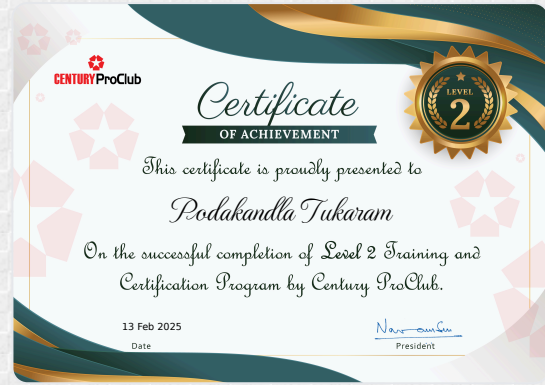 CENTURY ProClub
Certificate
OF ACHIEVEMENT
LEVEL
2
This certificate is proudly presented to
Podakandla Tukaram
On the successful completion of Level 2 Training and
Certification Program by Century ProClub.
13 Feb 2025
Date
President